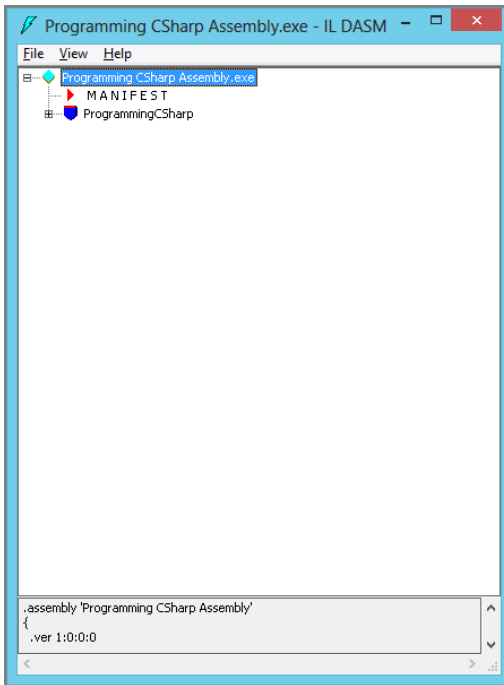 Programming CSharp Assembly.exe - IL DASM
File View Help
Programming CSharp Assembly.exe
MANIFEST
ProgrammingCSharp
.assembly 'Programming CSharp Assembly'
{
.ver 1:0:0:0